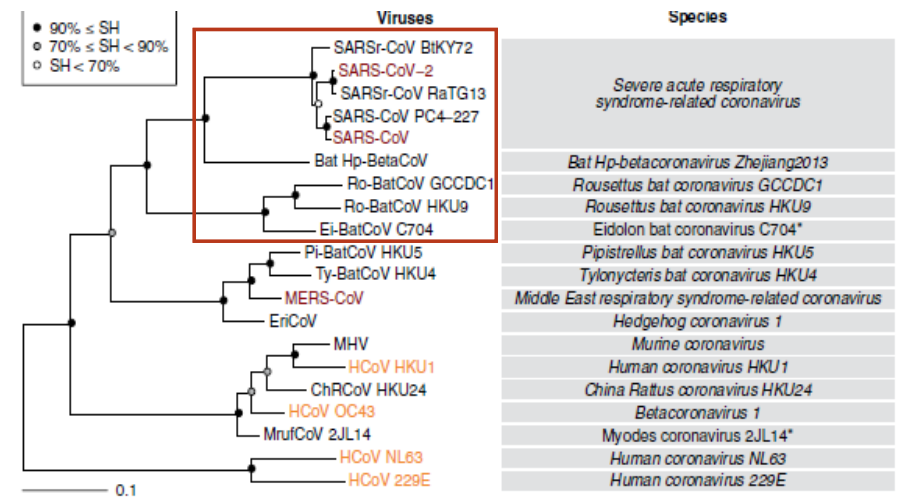 Viruses Species
90% ≤ SH
70% ≤ SH < 90%
SH < 70%
SARSr-CoV BtKY72
SARS-CoV–2
SARSr-CoV RaTG13
SARS-CoV PC4–227
SARS-CoV
Severe acute respiratory
syndrome-related coronavirus
Bat Hp-BetaCoV Bat Hp-betacoronavirus Zhejiang2013
Ro-BatCoV GCCDC1 Rousettus bat coronavirus GCCDC1
Ro-BatCoV HKU9 Rousettus bat coronavirus HKU9
Ei-BatCoV C704 Eidolon bat coronavirus C704*
Pi-BatCoV HKU5 Pipistrellus bat coronavirus HKU5
Ty-BatCoV HKU4 Tylonycteris bat coronavirus HKU4
MERS-CoV Middle East respiratory syndrome-related coronavirus
EriCoV Hedgehog coronavirus 1
MHV Murine coronavirus
HCoV HKU1 Human coronavirus HKU1
ChRCoV HKU24 China Rattus coronavirus HKU24
HCoV OC43 Betacoronavirus 1
MrufCoV 2JL14 Myodes coronavirus 2JL14*
HCoV NL63 Human coronavirus NL63
HCoV 229E Human coronavirus 229E
0.1